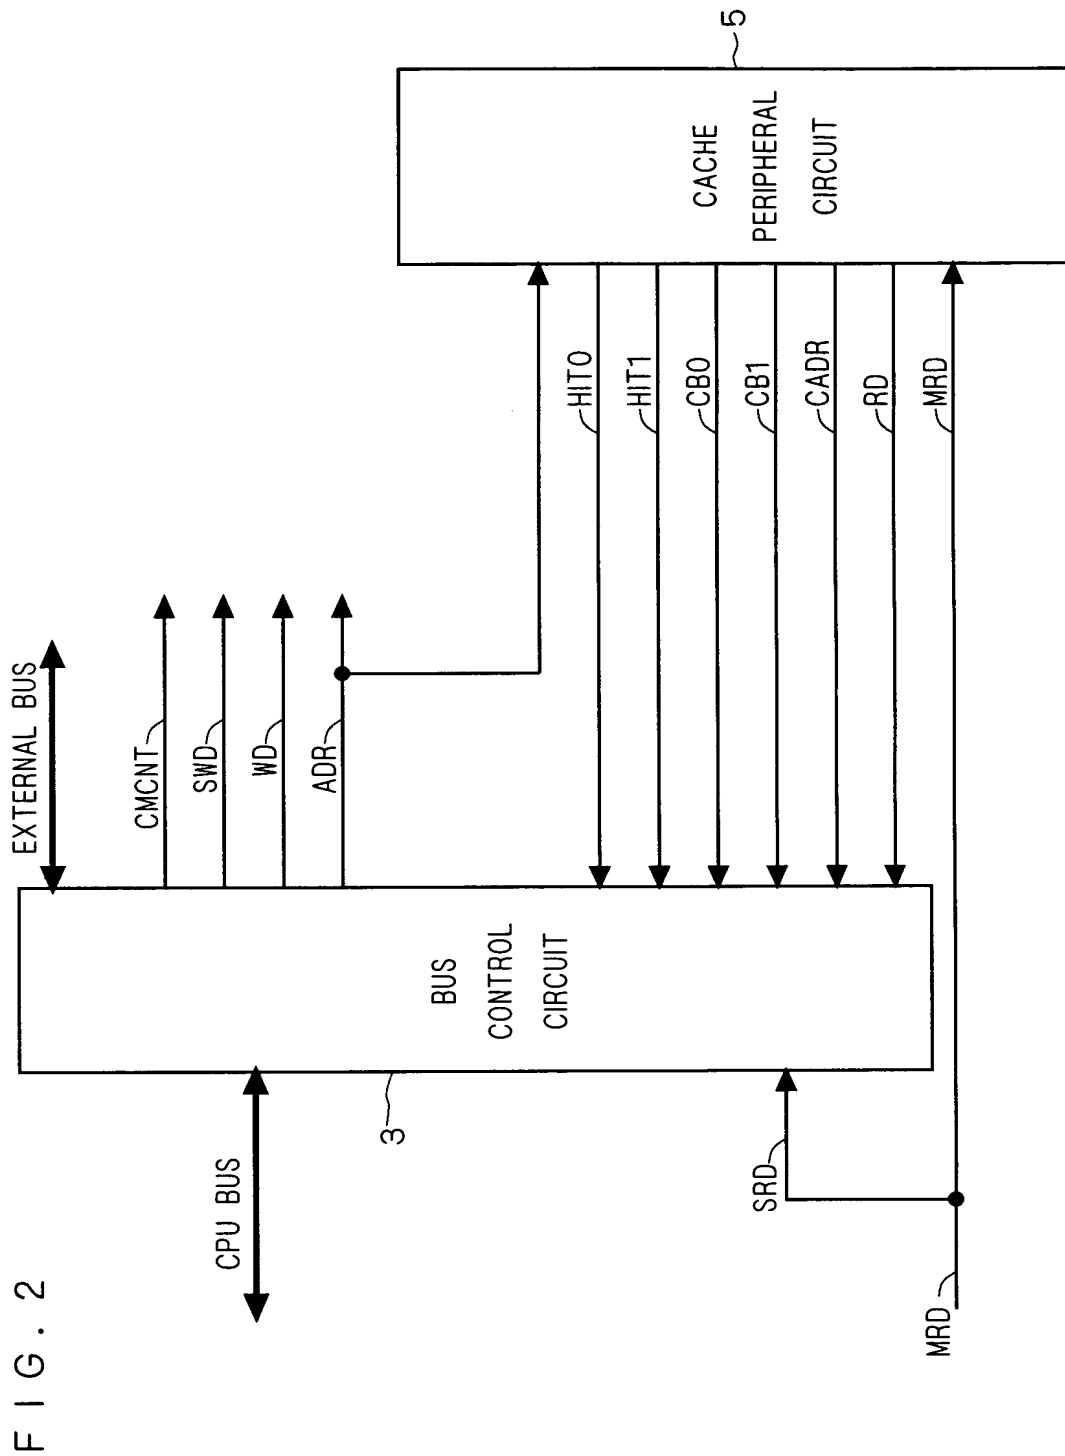 FIG. 2
EXTERNAL BUS
CPU BUS
CMCNT
SWD
WD
ADR
3
BUS
CONTROL
CIRCUIT
HIT0
HIT1
CB0
CB1
CADR
RD
MRD
SRD
MRD
5
CACHE
PERIPHERAL
CIRCUIT